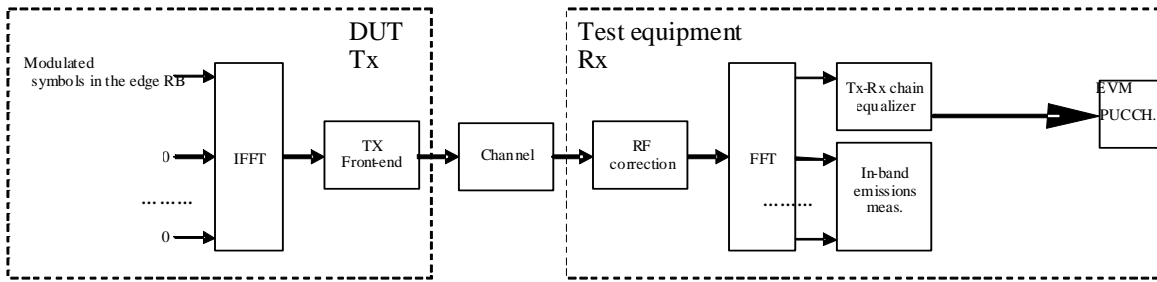 DUT
Tx
Modulated
symbols in the edge RB
0
………
0
IFFT
TX
Front-end
Channel
Test equipment
Rx
RF
correction
FFT
………
Tx-Rx chain
equalizer
In-band
emissions
meas.
EVM
PUCCH.